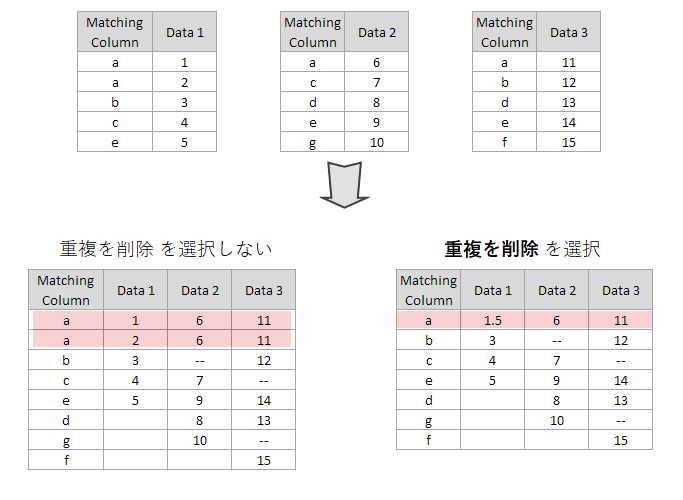 Matching Column Data 1
a 1
a 2
b 3
c 4
e 5
Matching Column Data 2
a 6
c 7
d 8
e 9
g 10
Matching Column Data 3
a 11
b 12
d 13
e 14
f 15
重複を削除 を選択しない
Matching Column Data 1 Data 2 Data 3
a 1 6 11
a 2 6 11
b 3 -- 12
c 4 7 --
e 5 9 14
d 8 13
g 10 --
f 15
重複を削除 を選択
Matching Column Data 1 Data 2 Data 3
a 1.5 6 11
b 3 -- 12
c 4 7 --
e 5 9 14
d 8 13
g 10 --
f 15